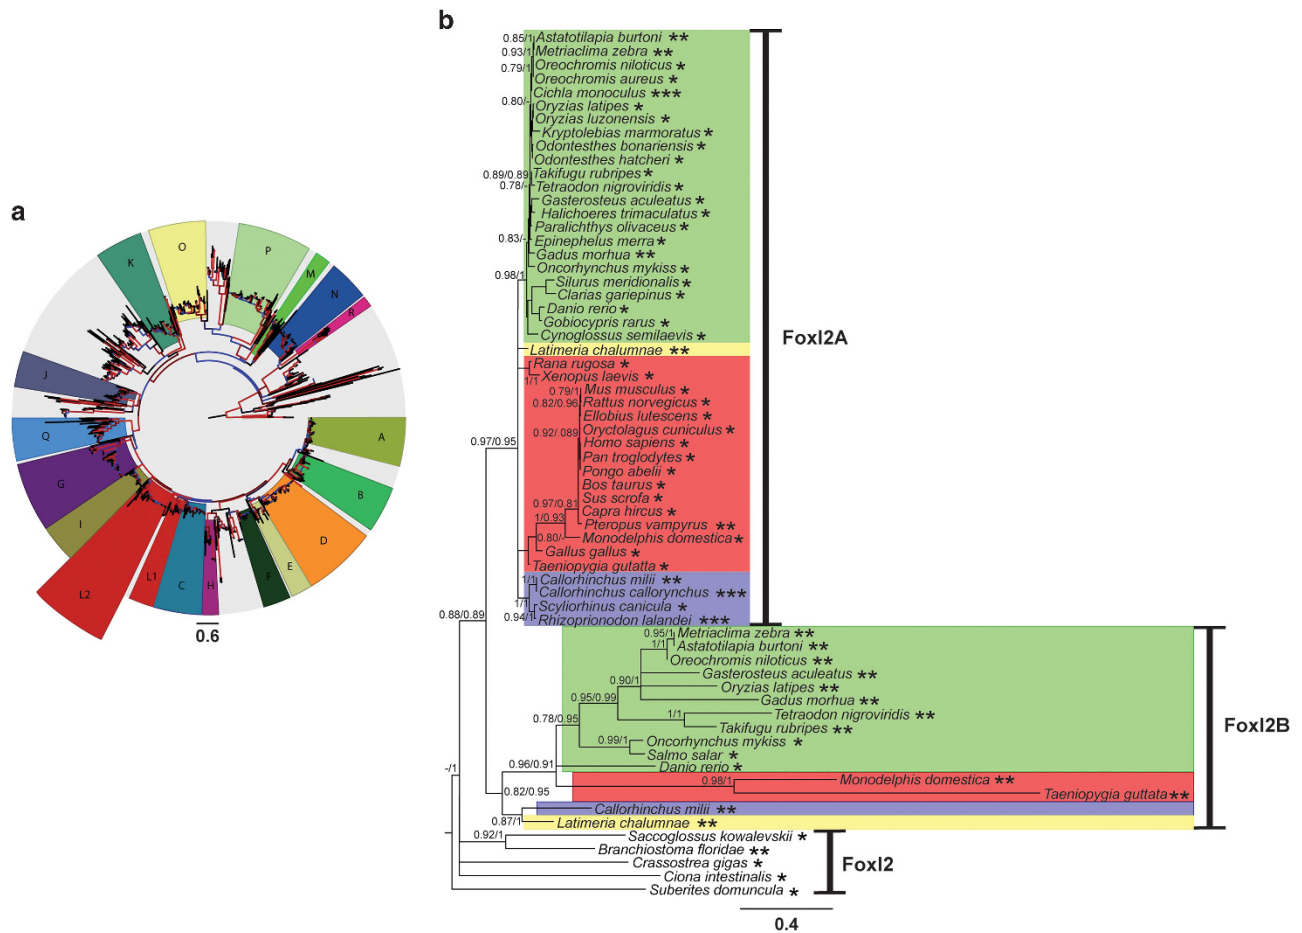 a
O
P
K
M
N
R
J
Q
A
G
B
I
D
L2
L1
C
H
F
E
0.6
b
0.85/1 Astatotilapia burtoni **
0.93/1 Metriaclima zebra **
0.79/1 Oreochromis niloticus *
Oreochromis aureus *
Cichla monoculus ***
0.80/- Oryzias latipes *
Oryzias luzonensis *
Kryptolebias marmoratus *
Odontesthes bonariensis *
Odontesthes hatcheri *
0.89/0.89 Takifugu rubripes *
0.78/- Tetraodon nigroviridis *
Gasterosteus aculeatus *
Halichoeres trimaculatus *
Paralichthys olivaceus *
0.83/- Epinephelus merra *
Gadus morhua **
Oncorhynchus mykiss *
0.98/1 Silurus meridionalis *
Clarias gariepinus *
Danio rerio *
Gobiocypris rarus *
Cynoglossus semilaevis *
FoxI2A
Latimeria chalumnae **
Rana rugosa *
1/1 Xenopus laevis *
0.79/1 Mus musculus *
0.82/0.96 Rattus norvegicus *
Ellobius lutescens *
Oryctolagus cuniculus *
0.92/.089 Homo sapiens *
0.97/0.95 Pan troglodytes *
Pongo abelii *
Bos taurus *
Sus scrofa *
0.97/0.81 Capra hircus *
1/0.93 Pteropus vampyrus **
0.80/- Monodelphis domestica *
Gallus gallus *
Taeniopygia gutatta *
1/1 Callorhinchus milii **
Callorhinchus callorynchus ***
1/1 Scyliorhinus canicula *
0.94/1 Rhizoprionodon lalandei ***
0.88/0.89
0.95/1 Metriaclima zebra **
1/1 Astatotilapia burtoni **
Oreochromis niloticus **
Gasterosteus aculeatus **
0.90/1 Oryzias latipes **
0.95/0.99 Gadus morhua **
1/1 Tetraodon nigroviridis **
0.78/0.95 Takifugu rubripes **
FoxI2B
0.99/1 Oncorhynchus mykiss *
Salmo salar *
0.96/0.91 Danio rerio *
-/1
0.98/1 Monodelphis domestica **
0.82/0.95 Taeniopygia guttata **
Callorhinchus milii **
0.87/1 Latimeria chalumnae **
0.92/1 Saccoglossus kowalevskii *
Branchiostoma floridae **
Crassostrea gigas *
FoxI2
Ciona intestinalis *
Suberites domuncula *
0.4